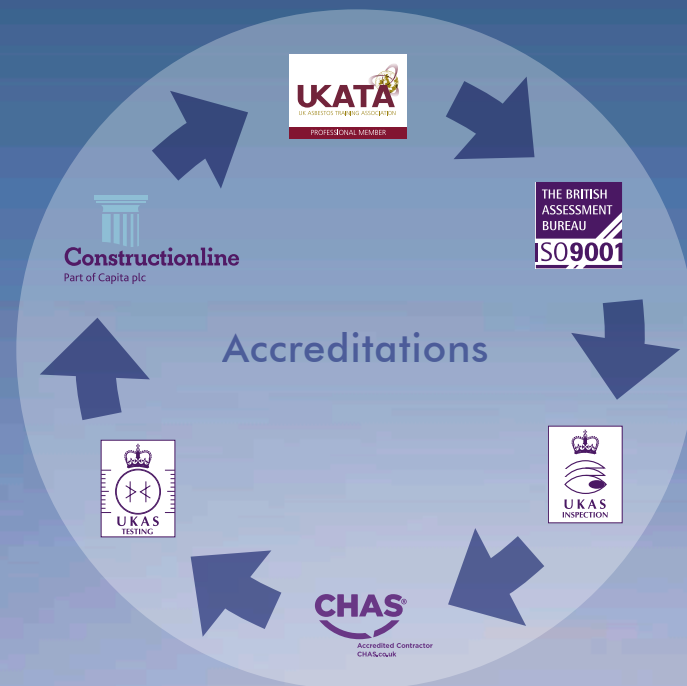 UKATA
UK ASBESTOS TRAINING ASSOCIATION
PROFESSIONAL MEMBER
THE BRITISH
ASSESSMENT
BUREAU
ISO9001
Constructionline
Part of Capita plc
Accreditations
UKAS
TESTING
UKAS
INSPECTION
CHAS®
Accredited Contractor
CHAS.co.uk